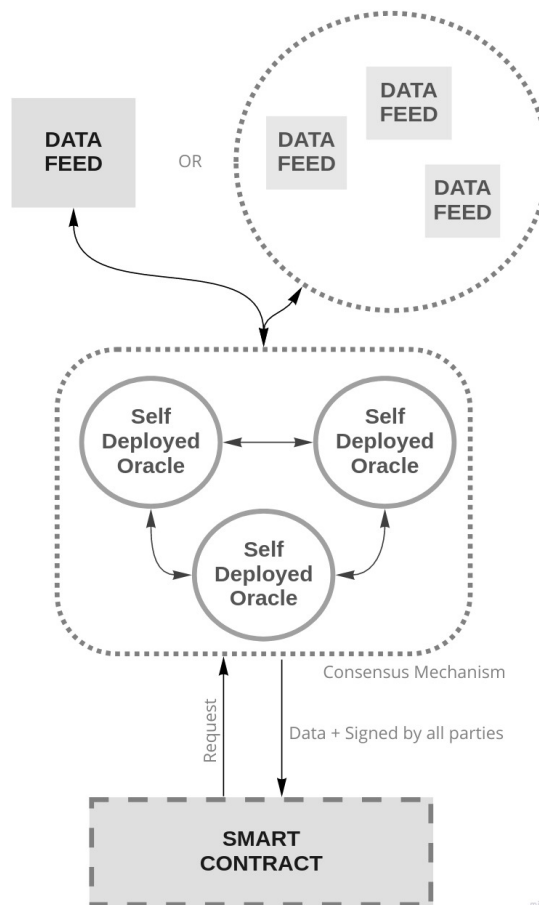 DATA
FEED
OR
DATA
FEED
DATA
FEED
DATA
FEED
Self
Deployed
Oracle
Self
Deployed
Oracle
Self
Deployed
Oracle
Consensus Mechanism
Request
Data + Signed by all parties
SMART
CONTRACT